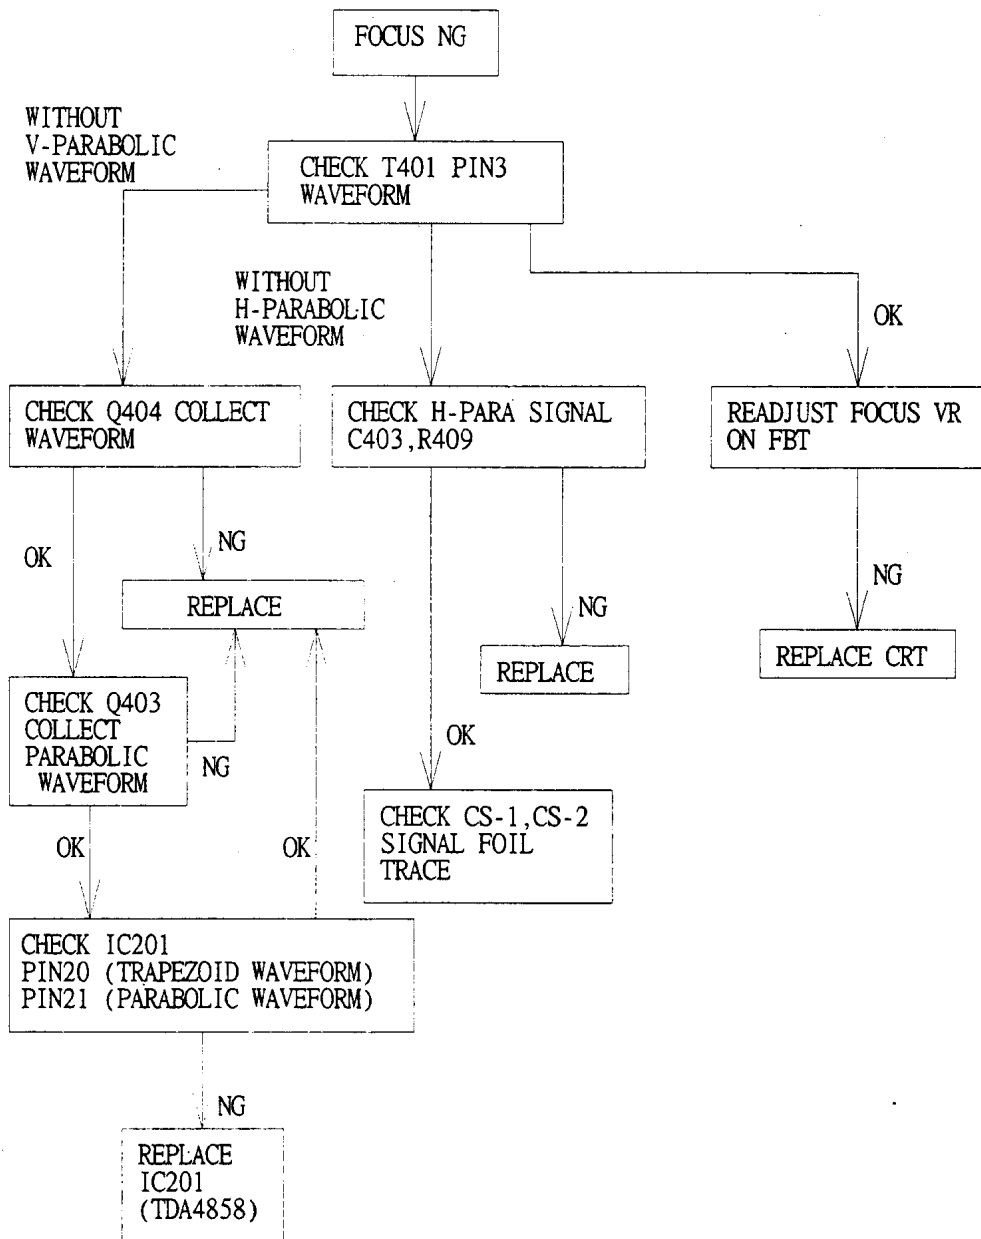 FOCUS NG
WITHOUT
V-PARABOLIC
WAVEFORM
CHECK T401 PIN3
WAVEFORM
WITHOUT
H-PARABOLIC
WAVEFORM
OK
CHECK Q404 COLLECT
WAVEFORM
CHECK H-PARA SIGNAL
C403,R409
READJUST FOCUS VR
ON FBT
OK
NG
NG
NG
REPLACE
REPLACE
REPLACE CRT
CHECK Q403
COLLECT
PARABOLIC
WAVEFORM
NG
OK
CHECK CS-1,CS-2
SIGNAL FOIL
TRACE
OK
OK
CHECK IC201
PIN20 (TRAPEZOID WAVEFORM)
PIN21 (PARABOLIC WAVEFORM)
NG
REPLACE
IC201
(TDA4858)